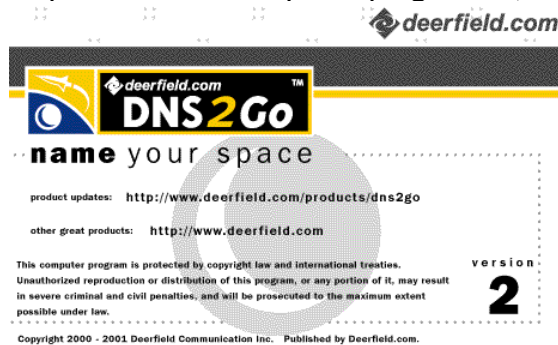 deerfield.com
deerfield.com ™
DNS2Go
name your space
product updates: http://www.deerfield.com/products/dns2go
other great products: http://www.deerfield.com
This computer program is protected by copyright law and international treaties.
Unauthorized reproduction or distribution of this program, or any portion of it, may result
in severe criminal and civil penalties, and will be prosecuted to the maximum extent
possible under law.
version
2
Copyright 2000 - 2001 Deerfield Communication Inc. Published by Deerfield.com.